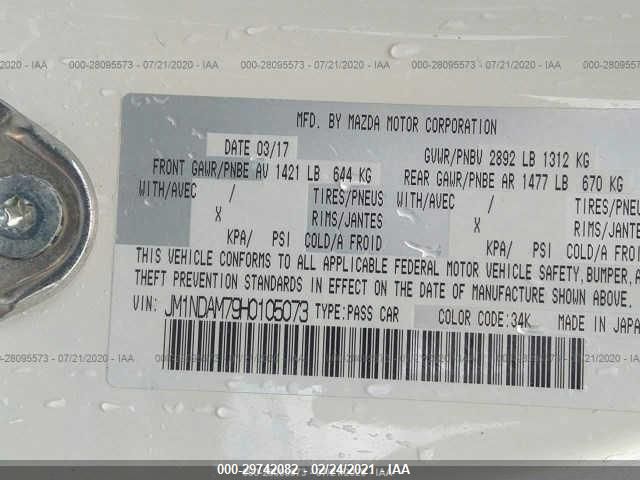 000-28095573 - 07/21/2020 - IAA
MFD. BY MAZDA MOTOR CORPORATION
DATE 03/17
GVWR/PNBV 2892 LB 1312 KG
FRONT GAWR/PNBE AV 1421 LB 644 KG
REAR GAWR/PNBE AR 1477 LB 670 KG
WITH/AVEC / TIRES/PNEUS
WITH/AVEC / TIRES/PNEUS
X RIMS/JANTES
X RIMS/JANTES
KPA/ PSI COLD/A FROID
KPA/ PSI COLD/A FROID
THIS VEHICLE CONFORMS TO ALL APPLICABLE FEDERAL MOTOR VEHICLE SAFETY, BUMPER, A
THEFT PREVENTION STANDARDS IN EFFECT ON THE DATE OF MANUFACTURE SHOWN ABOVE.
VIN: JM1NDAM79H0105073 TYPE: PASS CAR COLOR CODE: 34K MADE IN JAPA
000-29742082 - 02/24/2021 - IAA